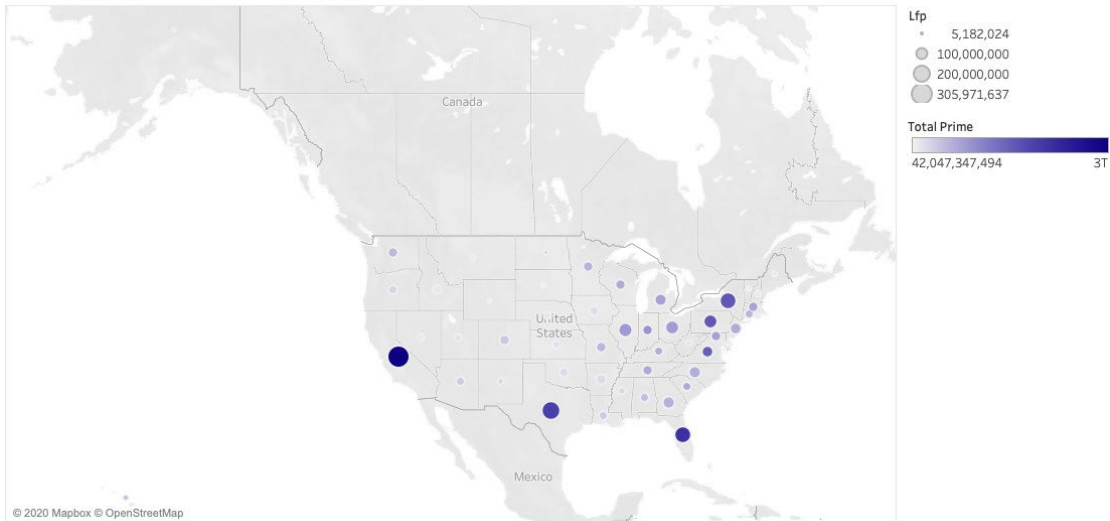 Lfp
5,182,024
100,000,000
200,000,000
305,971,637
Total Prime
42,047,347,494 3T
Canada
United
States
Mexico
© 2020 Mapbox © OpenStreetMap